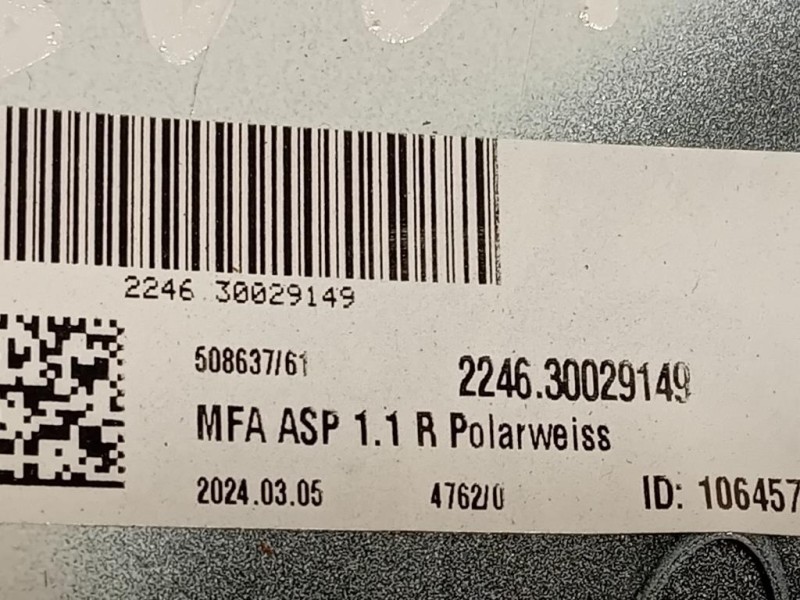 2246 30029149
508637/61
2246.30029149
MFA ASP 1.1 R Polarweiss
2024.03.05 4762/0 ID: 106457